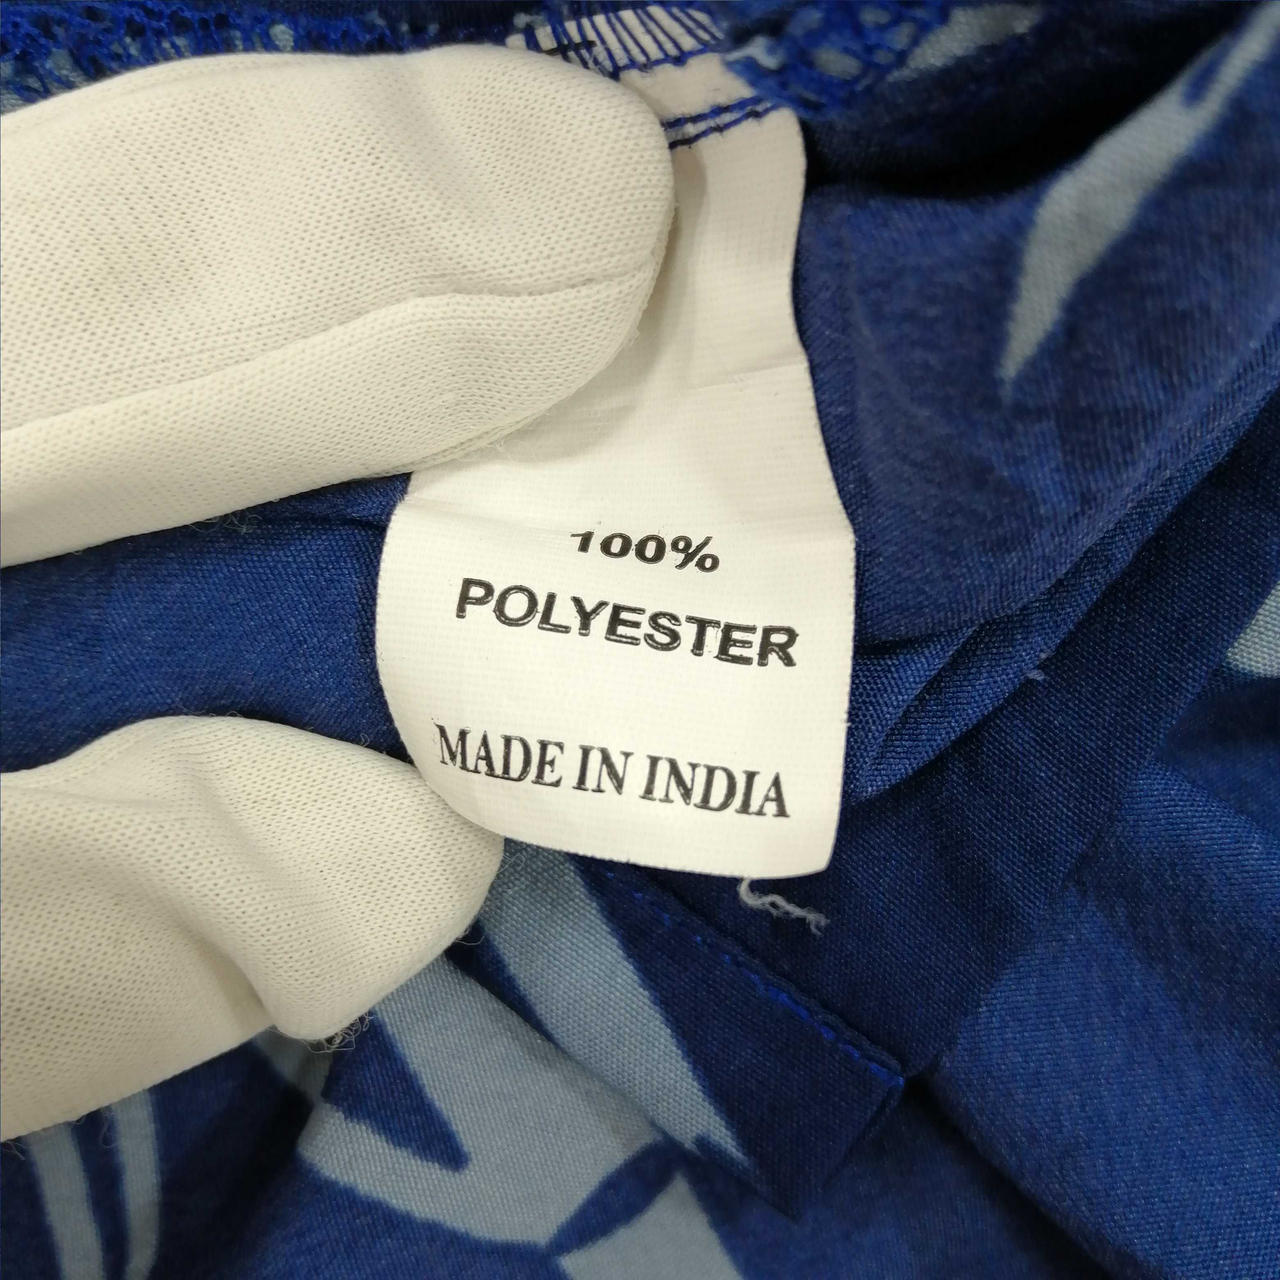 100%
POLYESTER
MADE IN INDIA